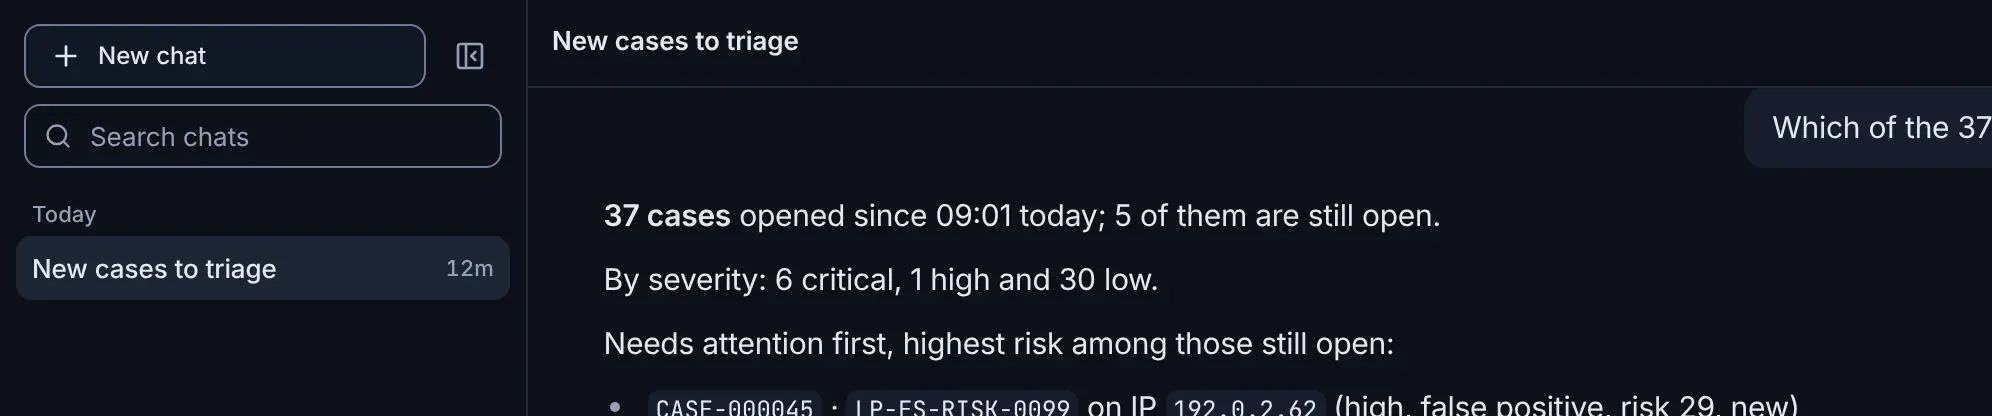 New chat
Search chats
Today
New cases to triage 12m
New cases to triage
Which of the 37
37 cases opened since 09:01 today; 5 of them are still open.
By severity: 6 critical, 1 high and 30 low.
Needs attention first, highest risk among those still open:
• CASE-000045 · LP-ES-RISK-0099 on IP 192.0.2.62 (high, false positive, risk 29, new)